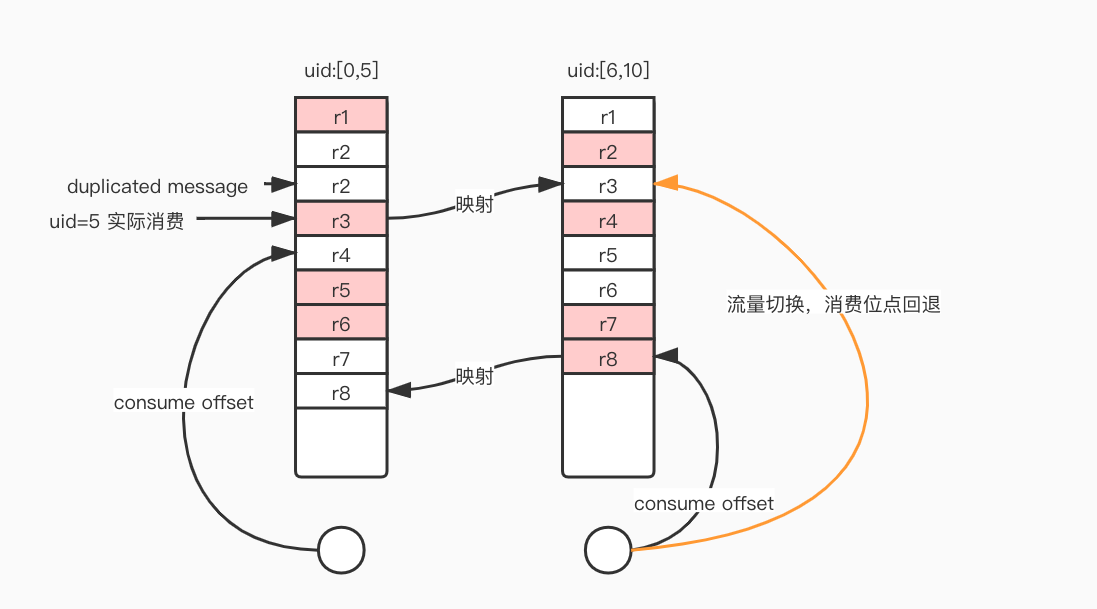 uid:[0,5]
uid:[6,10]
r1
r2
r2
r3
r4
r5
r6
r7
r8
r1
r2
r3
r4
r5
r6
r7
r8
duplicated message
uid=5 实际消费
映射
映射
流量切换，消费位点回退
consume offset
consume offset